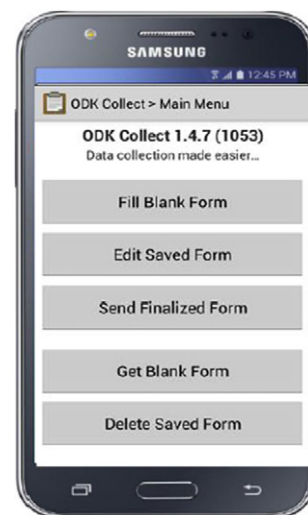 SAMSUNG
12:45 PM
ODK Collect > Main Menu
ODK Collect 1.4.7 (1053)
Data collection made easier...
Fill Blank Form
Edit Saved Form
Send Finalized Form
Get Blank Form
Delete Saved Form